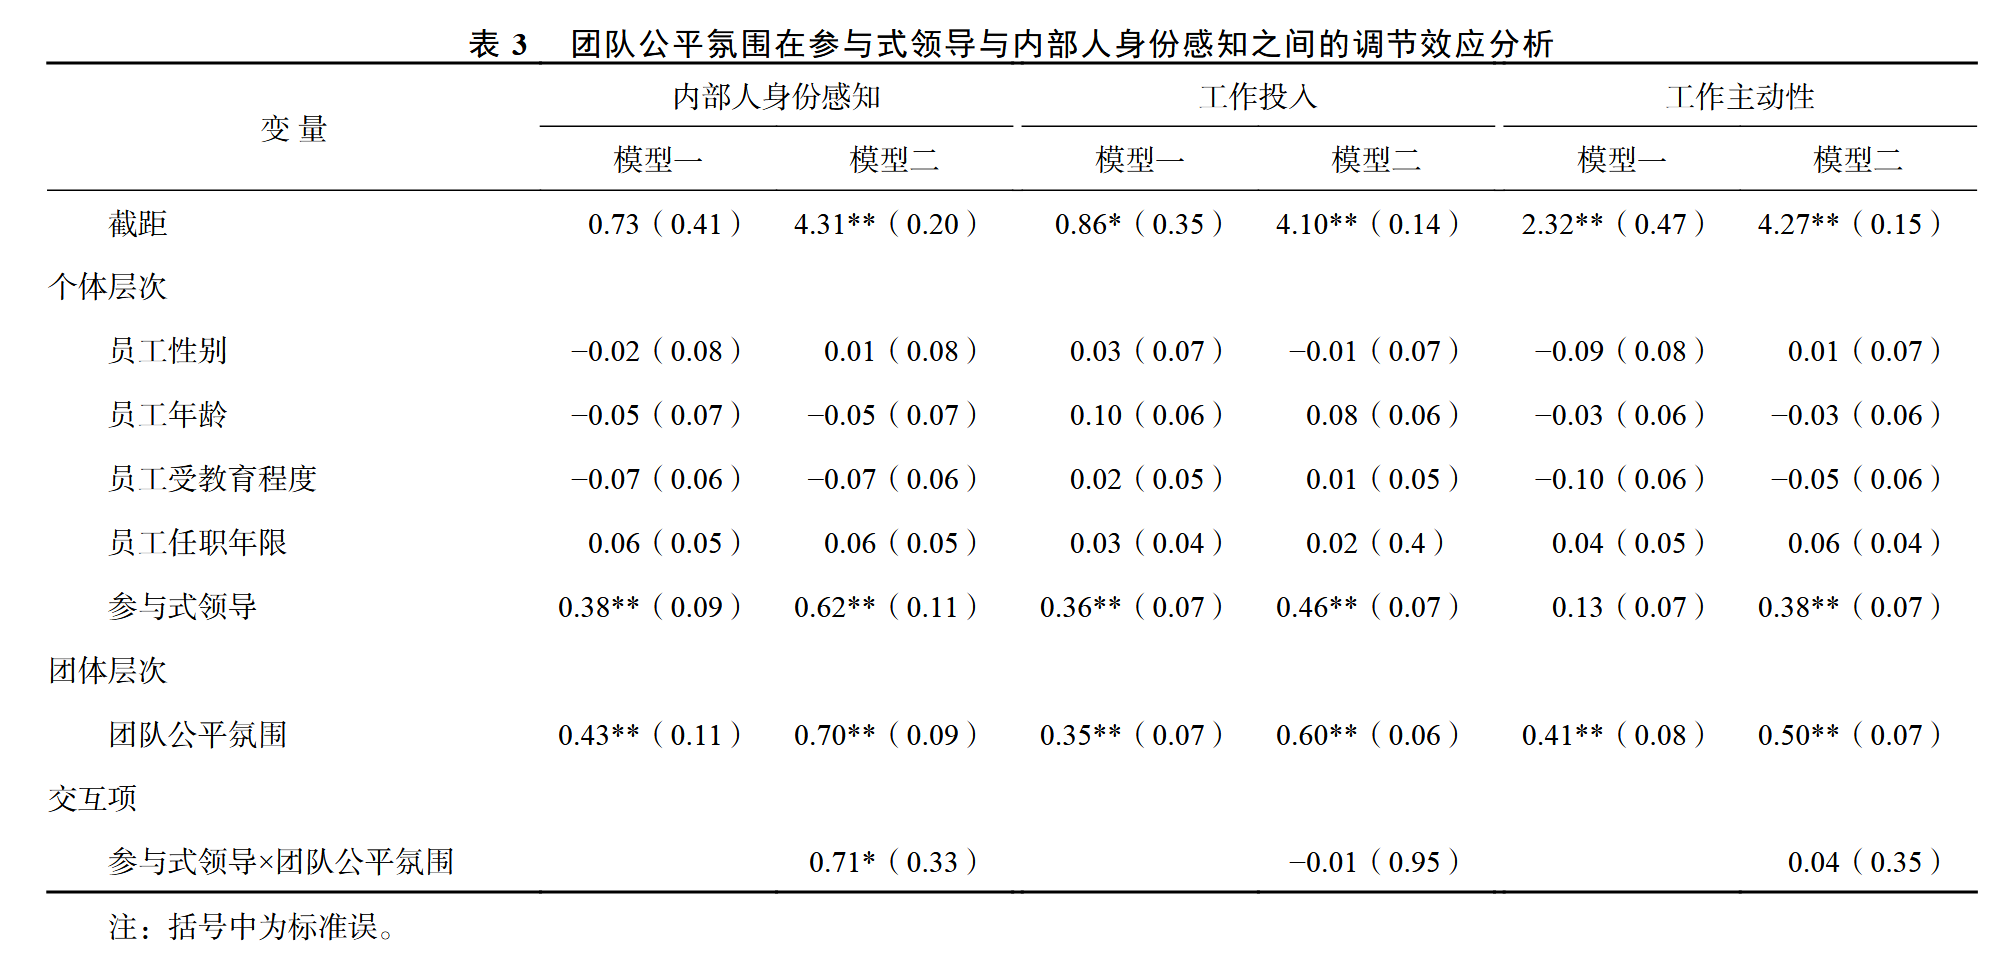 表 3 团队公平氛围在参与式领导与内部人身份感知之间的调节效应分析
变 量 内部人身份感知 工作投入 工作主动性
模型一 模型二 模型一 模型二 模型一 模型二
截距 0.73（0.41） 4.31**（0.20） 0.86*（0.35） 4.10**（0.14） 2.32**（0.47） 4.27**（0.15）
个体层次
员工性别 −0.02（0.08） 0.01（0.08） 0.03（0.07） −0.01（0.07） −0.09（0.08） 0.01（0.07）
员工年龄 −0.05（0.07） −0.05（0.07） 0.10（0.06） 0.08（0.06） −0.03（0.06） −0.03（0.06）
员工受教育程度 −0.07（0.06） −0.07（0.06） 0.02（0.05） 0.01（0.05） −0.10（0.06） −0.05（0.06）
员工任职年限 0.06（0.05） 0.06（0.05） 0.03（0.04） 0.02（0.4） 0.04（0.05） 0.06（0.04）
参与式领导 0.38**（0.09） 0.62**（0.11） 0.36**（0.07） 0.46**（0.07） 0.13（0.07） 0.38**（0.07）
团体层次
团队公平氛围 0.43**（0.11） 0.70**（0.09） 0.35**（0.07） 0.60**（0.06） 0.41**（0.08） 0.50**（0.07）
交互项
参与式领导×团队公平氛围 0.71*（0.33） −0.01（0.95） 0.04（0.35）
注：括号中为标准误。